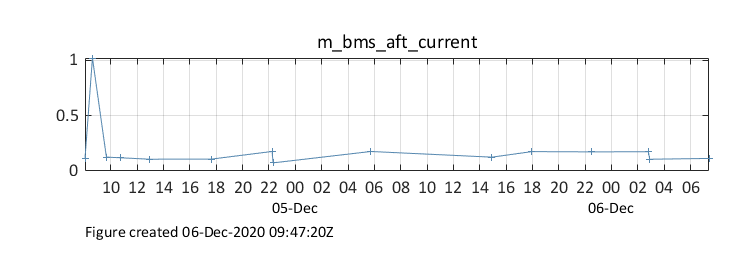 m_bms_aft_current
1
0.5
0
10 12 14 16 18 20 22 00 02 04 06 08 10 12 14 16 18 20 22 00 02 04 06
05-Dec 06-Dec
Figure created 06-Dec-2020 09:47:20Z